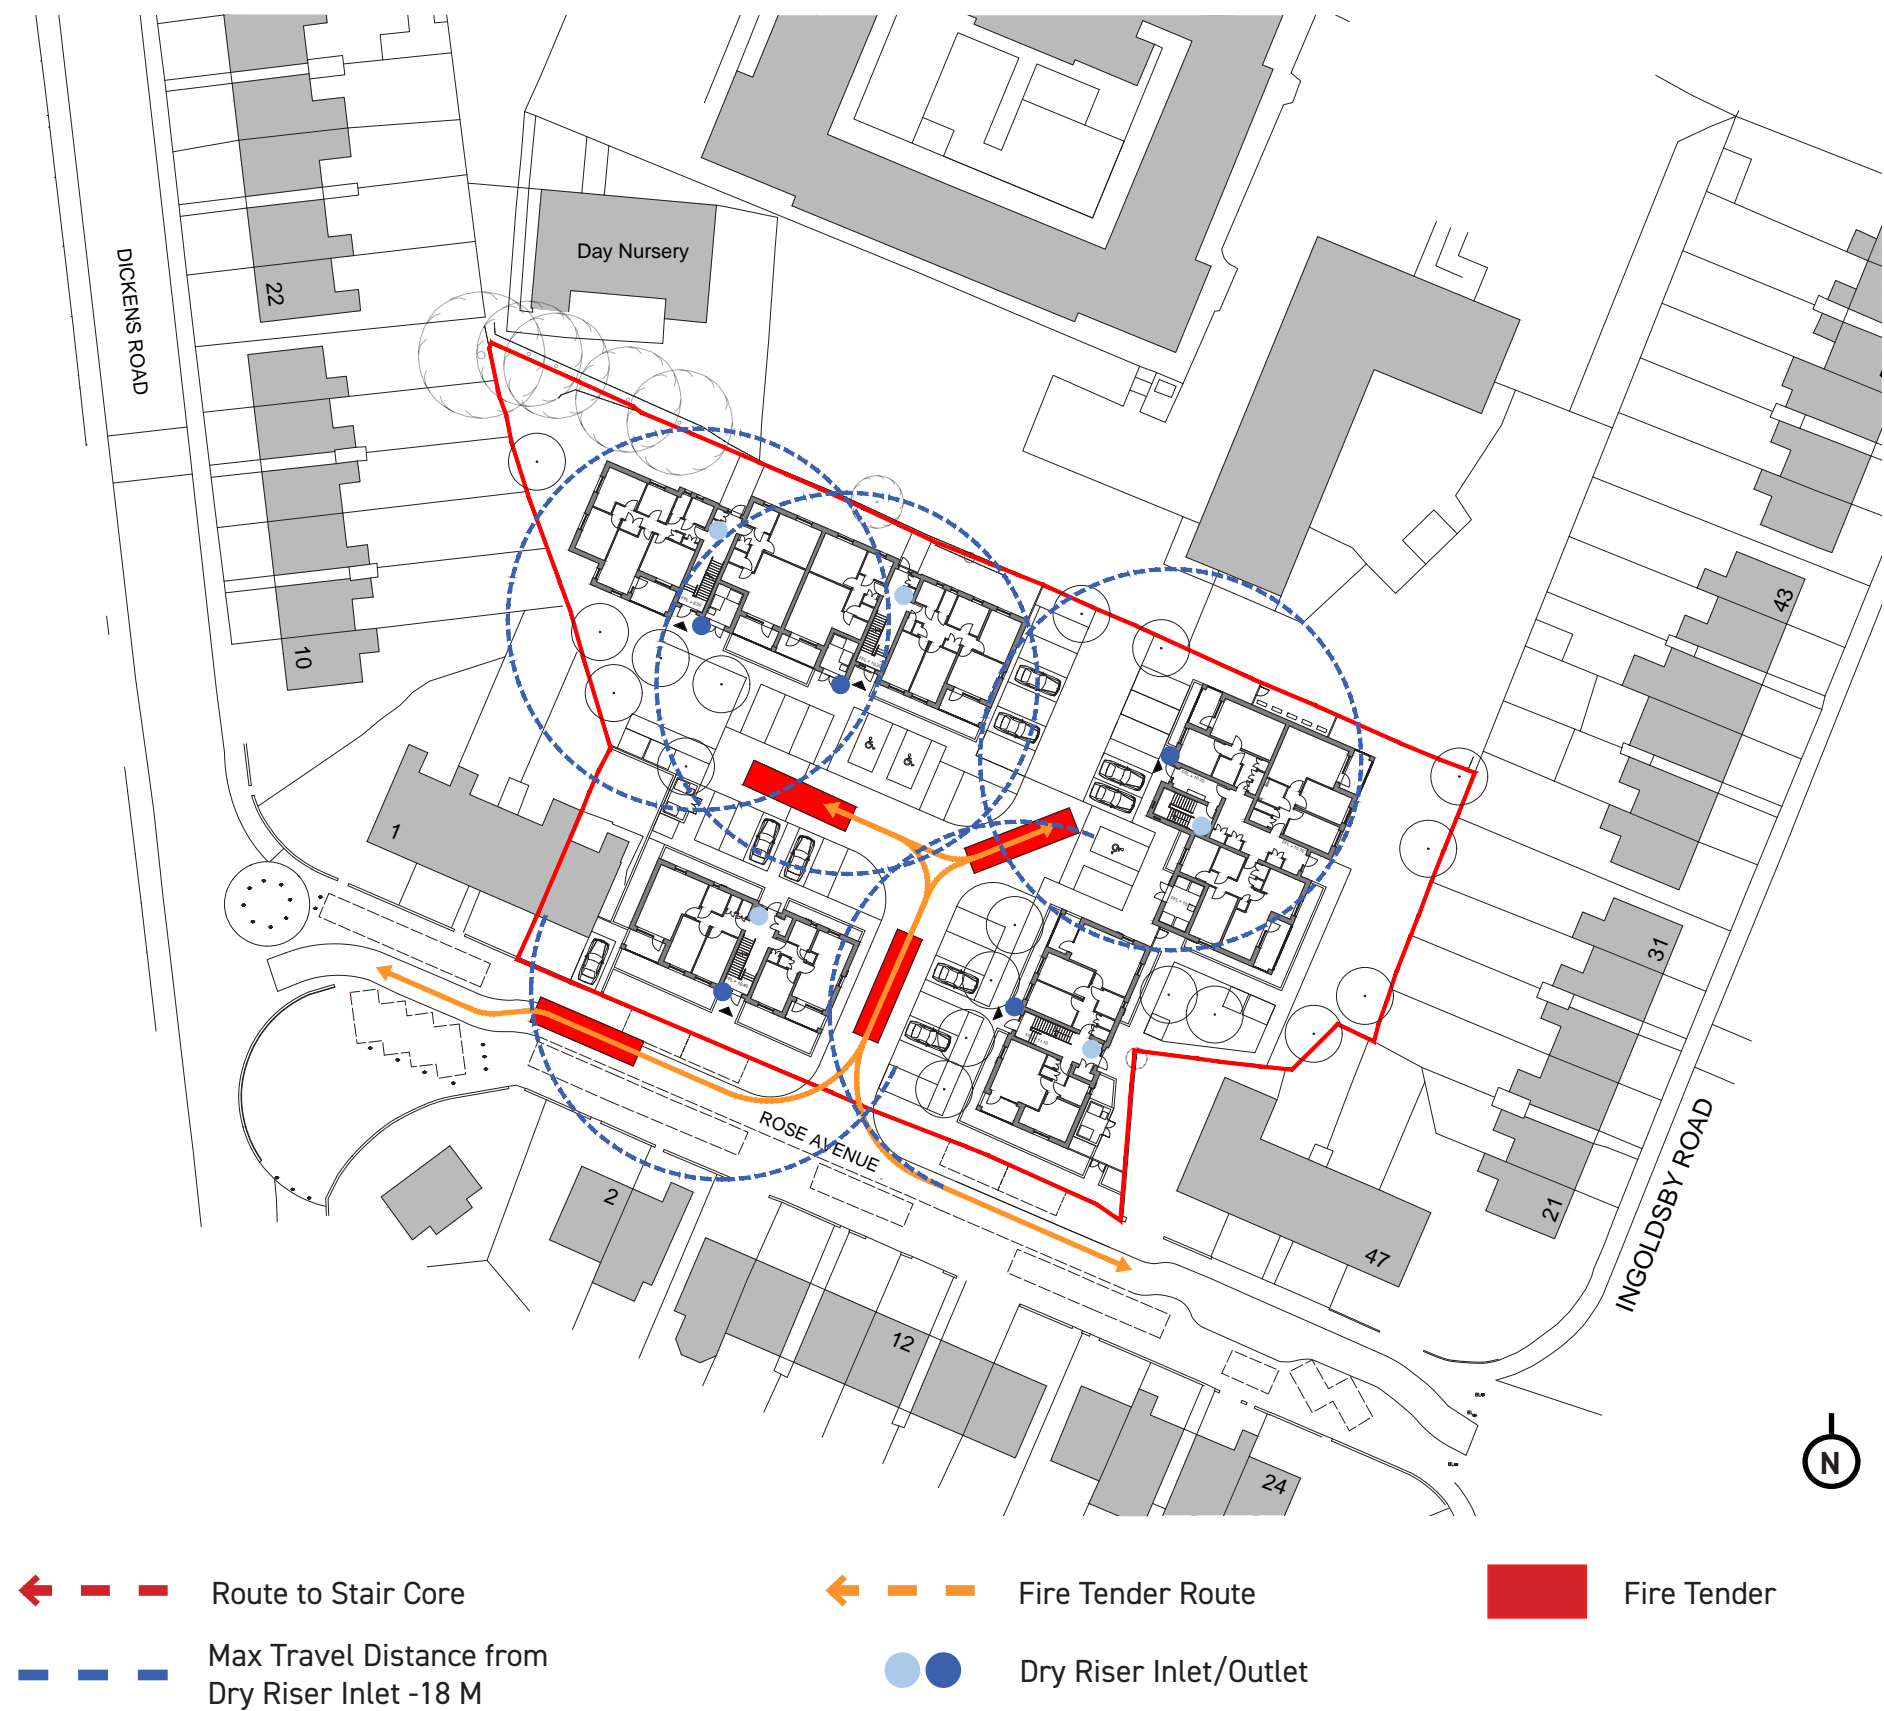 Day Nursery
DICKENS ROAD
22
10
1
2
12
24
47
21
31
43
ROSE AVENUE
INGOLDSBY ROAD
N
Route to Stair Core
Fire Tender Route
Fire Tender
Max Travel Distance from
Dry Riser Inlet -18 M
Dry Riser Inlet/Outlet